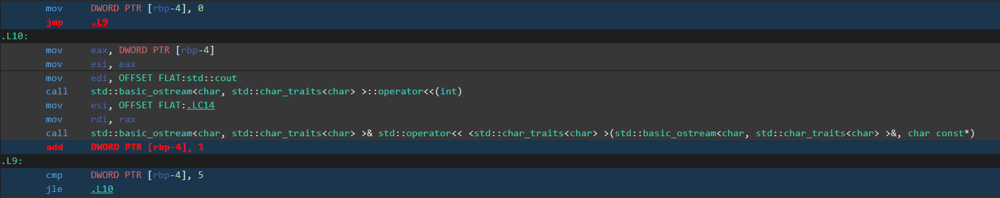 mov DWORD PTR [rbp-4], 0
jmp .L9
.L10:
mov eax, DWORD PTR [rbp-4]
mov esi, eax
mov edi, OFFSET FLAT:std::cout
call std::basic_ostream<char, std::char_traits<char> >::operator<<(int)
mov esi, OFFSET FLAT:.LC14
mov rdi, rax
call std::basic_ostream<char, std::char_traits<char> >& std::operator<< <std::char_traits<char> >(std::basic_ostream<char, std::char_traits<char> >&, char const*)
add DWORD PTR [rbp-4], 1
.L9:
cmp DWORD PTR [rbp-4], 5
jle .L10